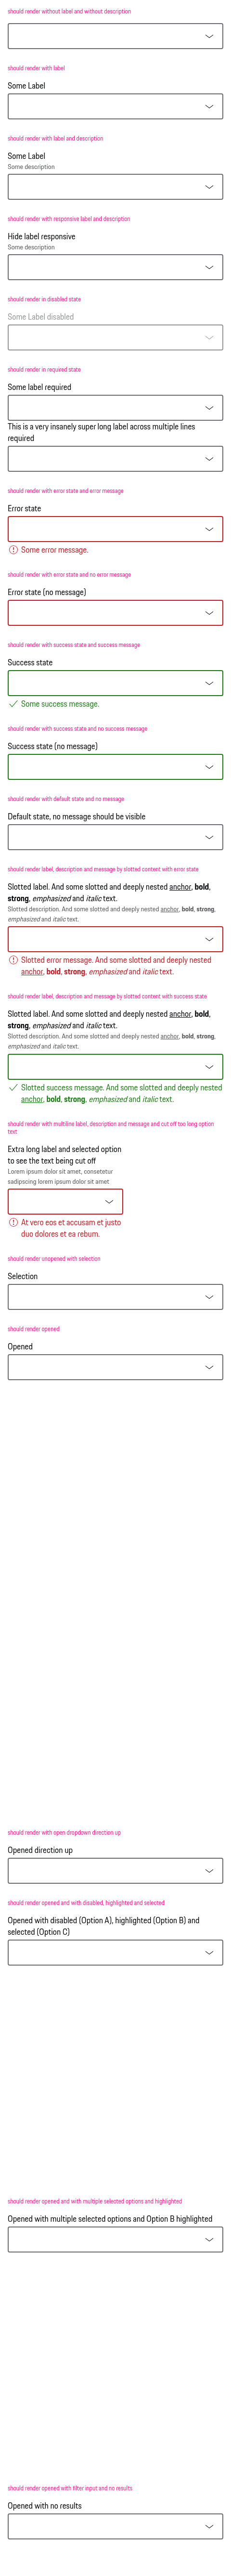 should render without label and without description
should render with label
Some Label
should render with label and description
Some Label
Some description
should render with responsive label and description
Hide label responsive
Some description
should render in disabled state
Some Label disabled
should render in required state
Some label required
This is a very insanely super long label across multiple lines
required
should render with error state and error message
Error state
Some error message.
should render with error state and no error message
Error state (no message)
should render with success state and success message
Success state
Some success message.
should render with success state and no success message
Success state (no message)
should render with default state and no message
Default state, no message should be visible
should render label, description and message by slotted content with error state
Slotted label. And some slotted and deeply nested anchor, bold,
strong, emphasized and italic text.
Slotted description. And some slotted and deeply nested anchor, bold, strong,
emphasized and italic text.
Slotted error message. And some slotted and deeply nested
anchor, bold, strong, emphasized and italic text.
should render label, description and message by slotted content with success state
Slotted label. And some slotted and deeply nested anchor, bold,
strong, emphasized and italic text.
Slotted description. And some slotted and deeply nested anchor, bold, strong,
emphasized and italic text.
Slotted success message. And some slotted and deeply nested
anchor, bold, strong, emphasized and italic text.
should render with multiline label, description and message and cut off too long option
text
Extra long label and selected option
to see the text being cut off
Lorem ipsum dolor sit amet, consetetur
sadipscing lorem ipsum dolor sit amet
At vero eos et accusam et justo
duo dolores et ea rebum.
should render unopened with selection
Selection
should render opened
Opened
should render with open dropdown direction up
Opened direction up
should render opened and with disabled, highlighted and selected
Opened with disabled (Option A), highlighted (Option B) and
selected (Option C)
should render opened and with multiple selected options and highlighted
Opened with multiple selected options and Option B highlighted
should render opened with filter input and no results
Opened with no results